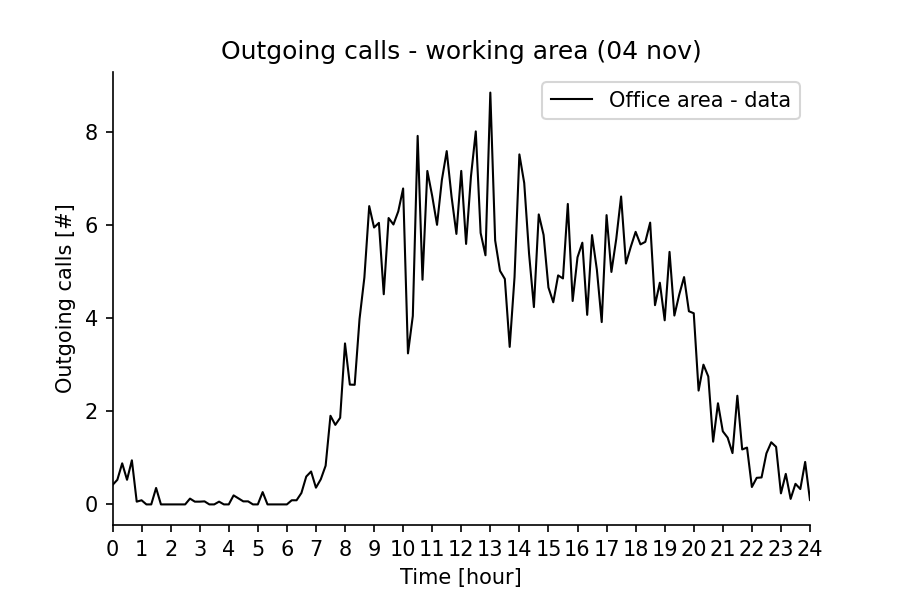 Outgoing calls - working area (04 nov)
Office area - data
Outgoing calls [#]
8
6
4
2
0
0 1 2 3 4 5 6 7 8 9 10 11 12 13 14 15 16 17 18 19 20 21 22 23 24
Time [hour]